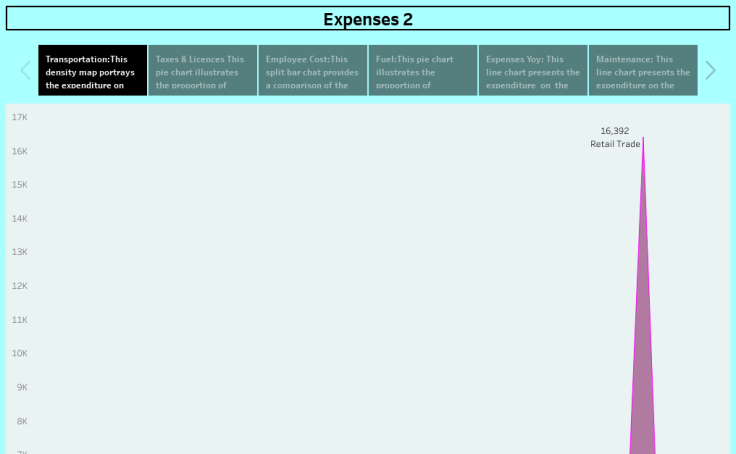 Expenses 2
Transportation:This
density map portrays
the expenditure on
Taxes & Licences This
pie chart illustrates
the proportion of
Employee Cost:This
split bar chat provides
a comparison of the
Fuel:This pie chart
illustrates the
proportion of
Expenses Yoy: This
line chart presents the
expenditure on the
Maintenance: This
line chart presents the
expenditure on the
17K
16,392
Retail Trade
16K
15K
14K
13K
12K
11K
10K
9K
8K
7K